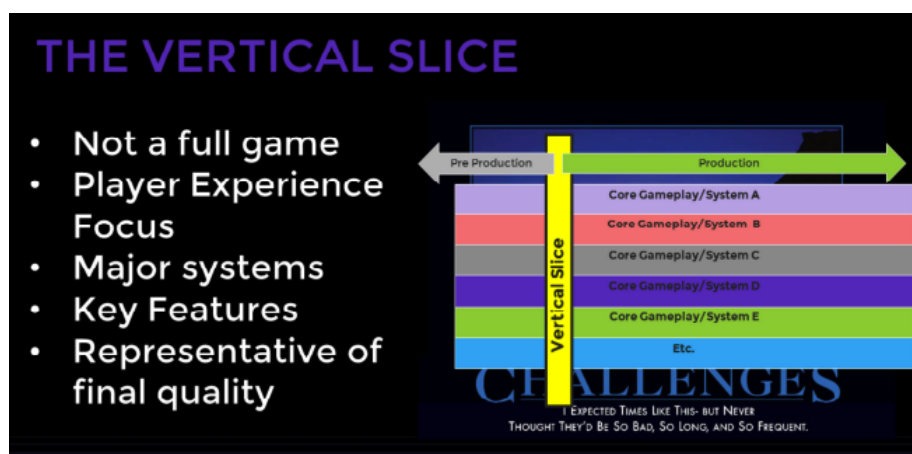 THE VERTICAL SLICE
• Not a full game
• Player Experience
Focus
• Major systems
• Key Features
• Representative of
final quality
Pre Production
Production
Core Gameplay/System A
Core Gameplay/System B
Core Gameplay/System C
Core Gameplay/System D
Core Gameplay/System E
Etc.
Vertical Slice
CHALLENGES
I EXPECTED TIMES LIKE THIS- BUT NEVER
THOUGHT THEY'D BE SO BAD, SO LONG, AND SO FREQUENT.